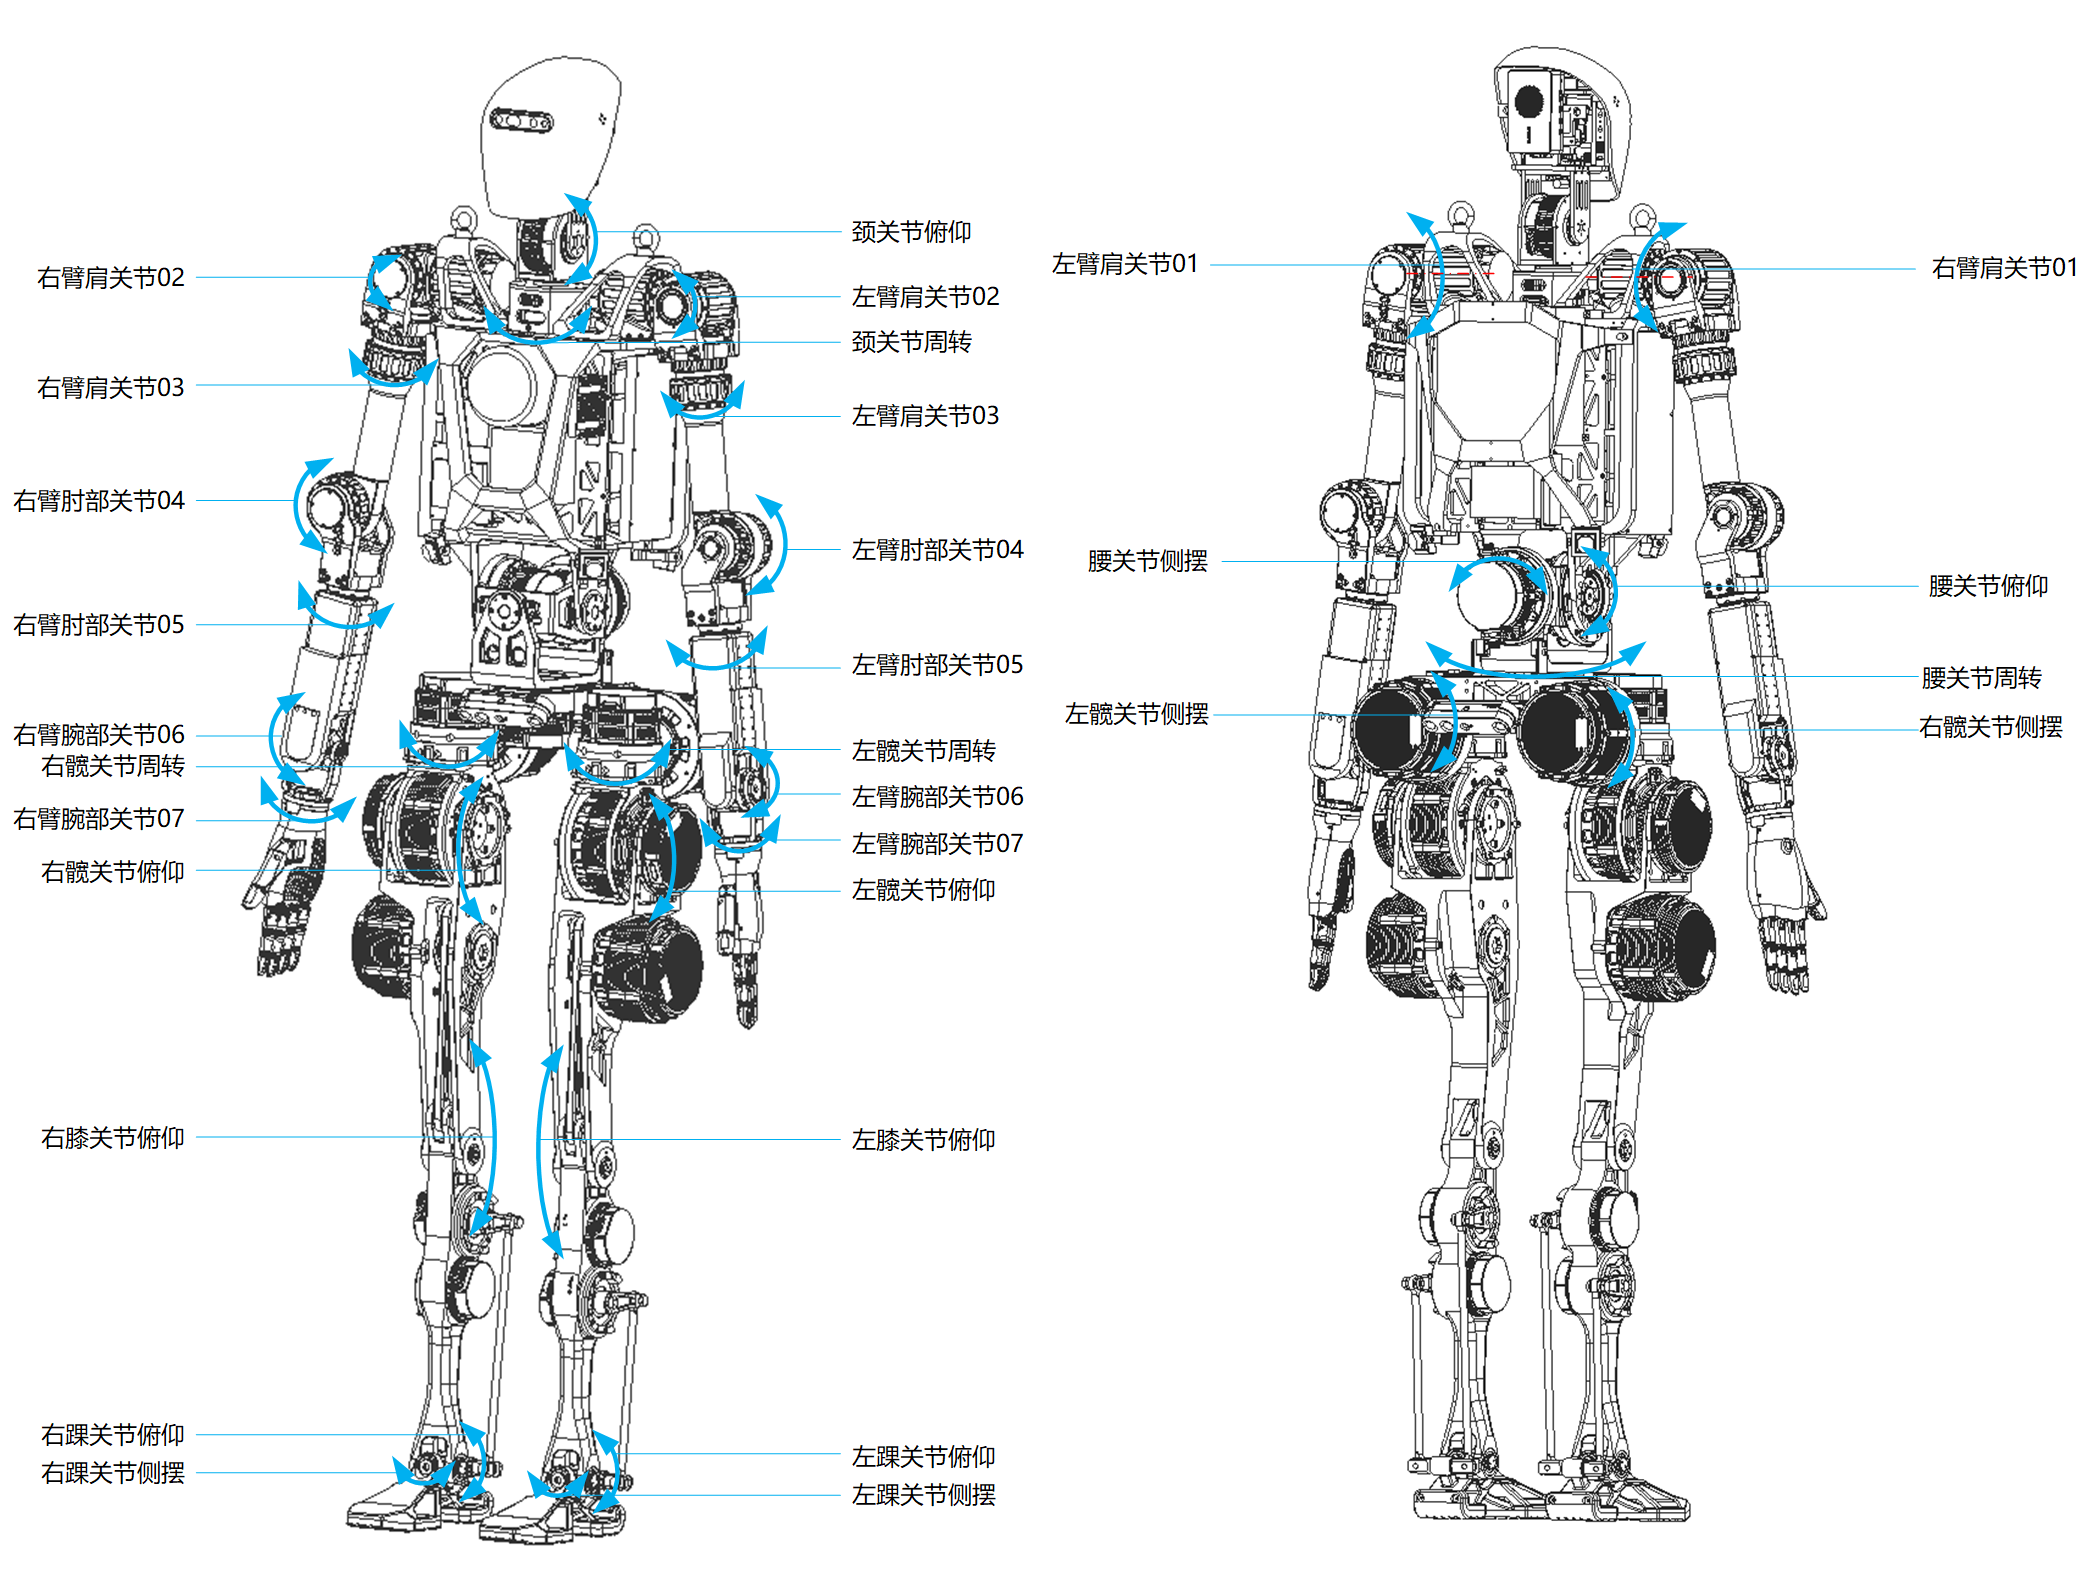 右臂肩关节02
右臂肩关节03
右臂肘部关节04
右臂肘部关节05
右臂腕部关节06
右髋关节周转
右臂腕部关节07
右髋关节俯仰
右膝关节俯仰
右踝关节俯仰
右踝关节侧摆
颈关节俯仰
左臂肩关节02
颈关节周转
左臂肩关节03
左臂肘部关节04
左臂肘部关节05
左髋关节周转
左臂腕部关节06
左臂腕部关节07
左髋关节俯仰
左膝关节俯仰
左踝关节俯仰
左踝关节侧摆
左臂肩关节01
腰关节侧摆
左髋关节侧摆
右臂肩关节01
腰关节俯仰
腰关节周转
右髋关节侧摆